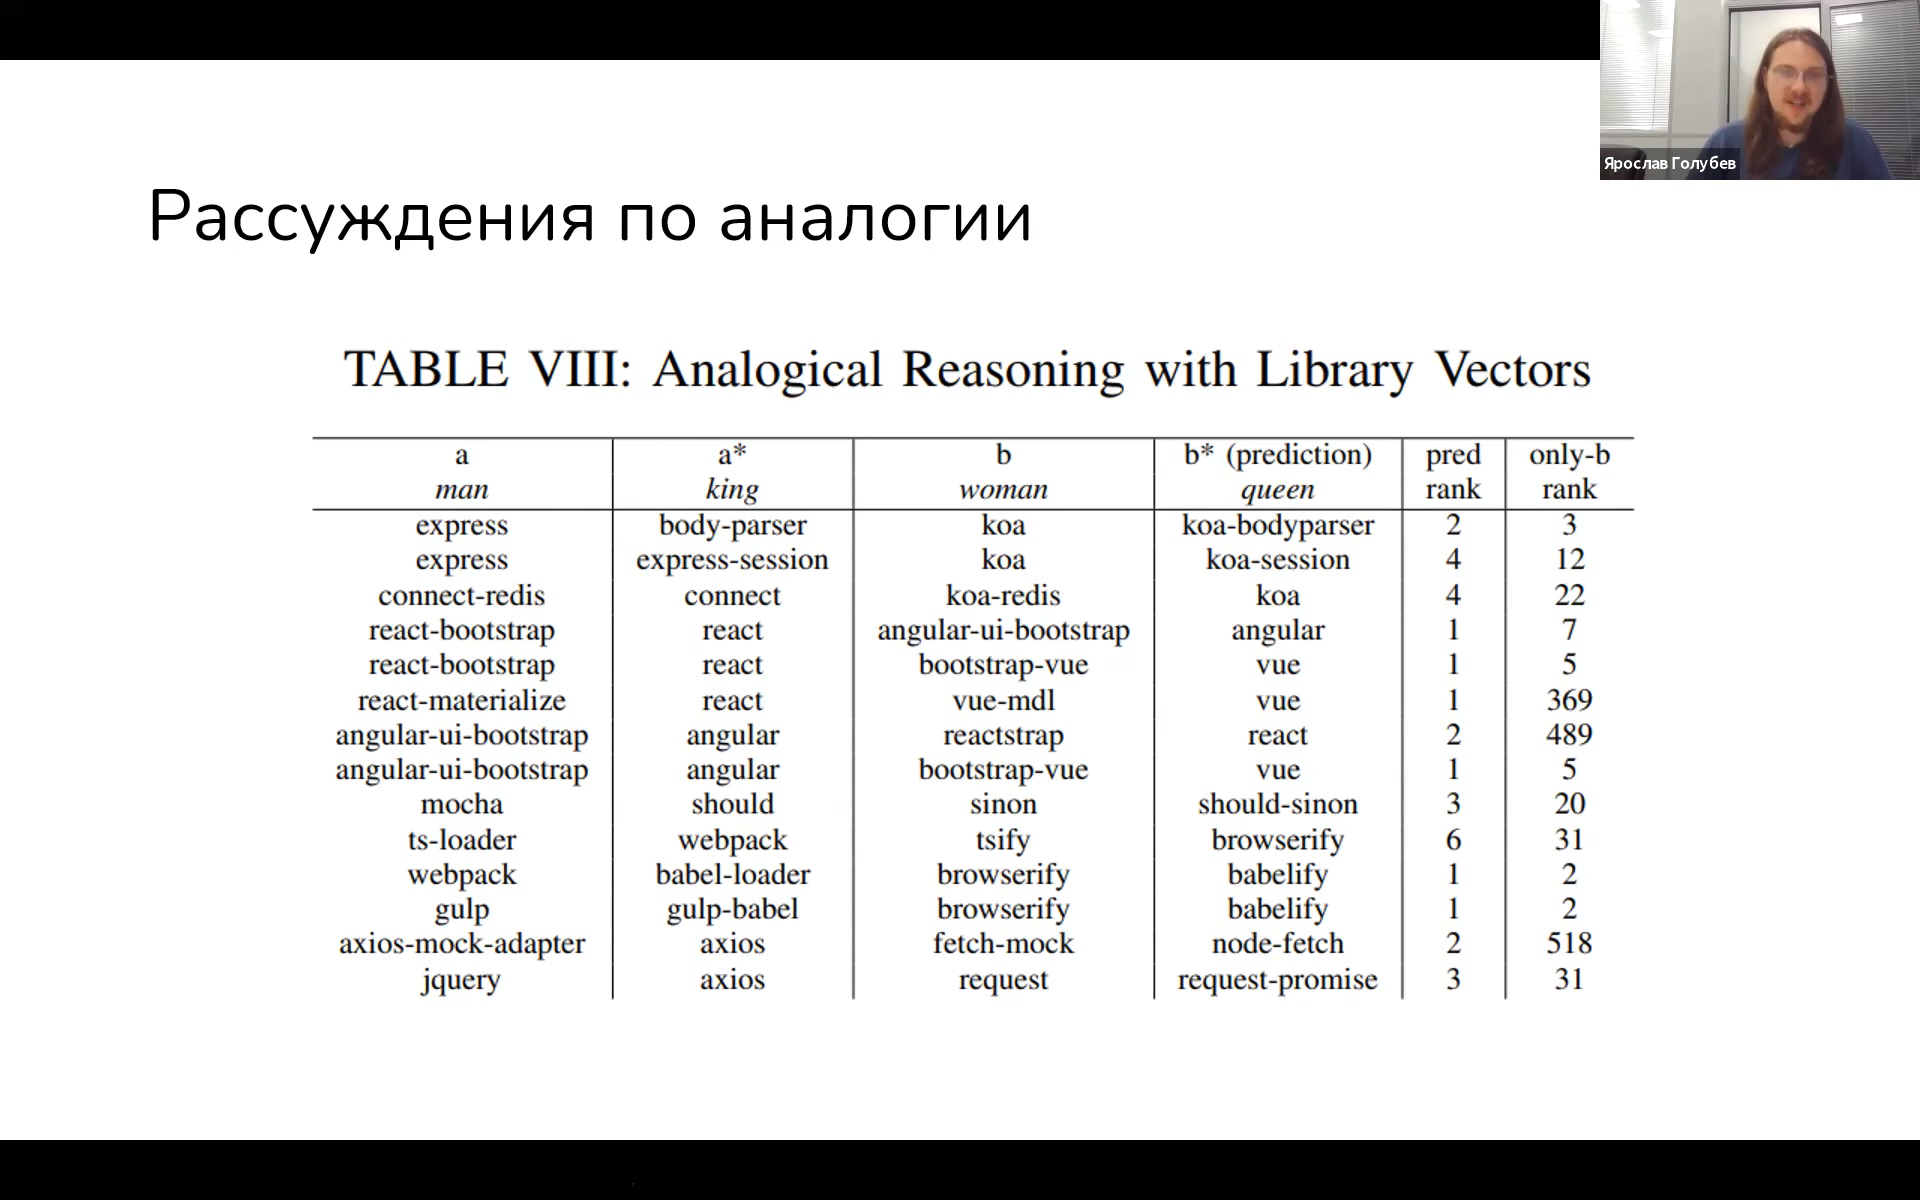 Ярослав Голубев
Рассуждения по аналогии
TABLE VIII: Analogical Reasoning with Library Vectors
a a* b b* (prediction) pred only-b
man king woman queen rank rank
express body-parser koa koa-bodyparser 2 3
express express-session koa koa-session 4 12
connect-redis connect koa-redis koa 4 22
react-bootstrap react angular-ui-bootstrap angular 1 7
react-bootstrap react bootstrap-vue vue 1 5
react-materialize react vue-mdl vue 1 369
angular-ui-bootstrap angular reactstrap react 2 489
angular-ui-bootstrap angular bootstrap-vue vue 1 5
mocha should sinon should-sinon 3 20
ts-loader webpack tsify browserify 6 31
webpack babel-loader browserify babelify 1 2
gulp gulp-babel browserify babelify 1 2
axios-mock-adapter axios fetch-mock node-fetch 2 518
jquery axios request request-promise 3 31